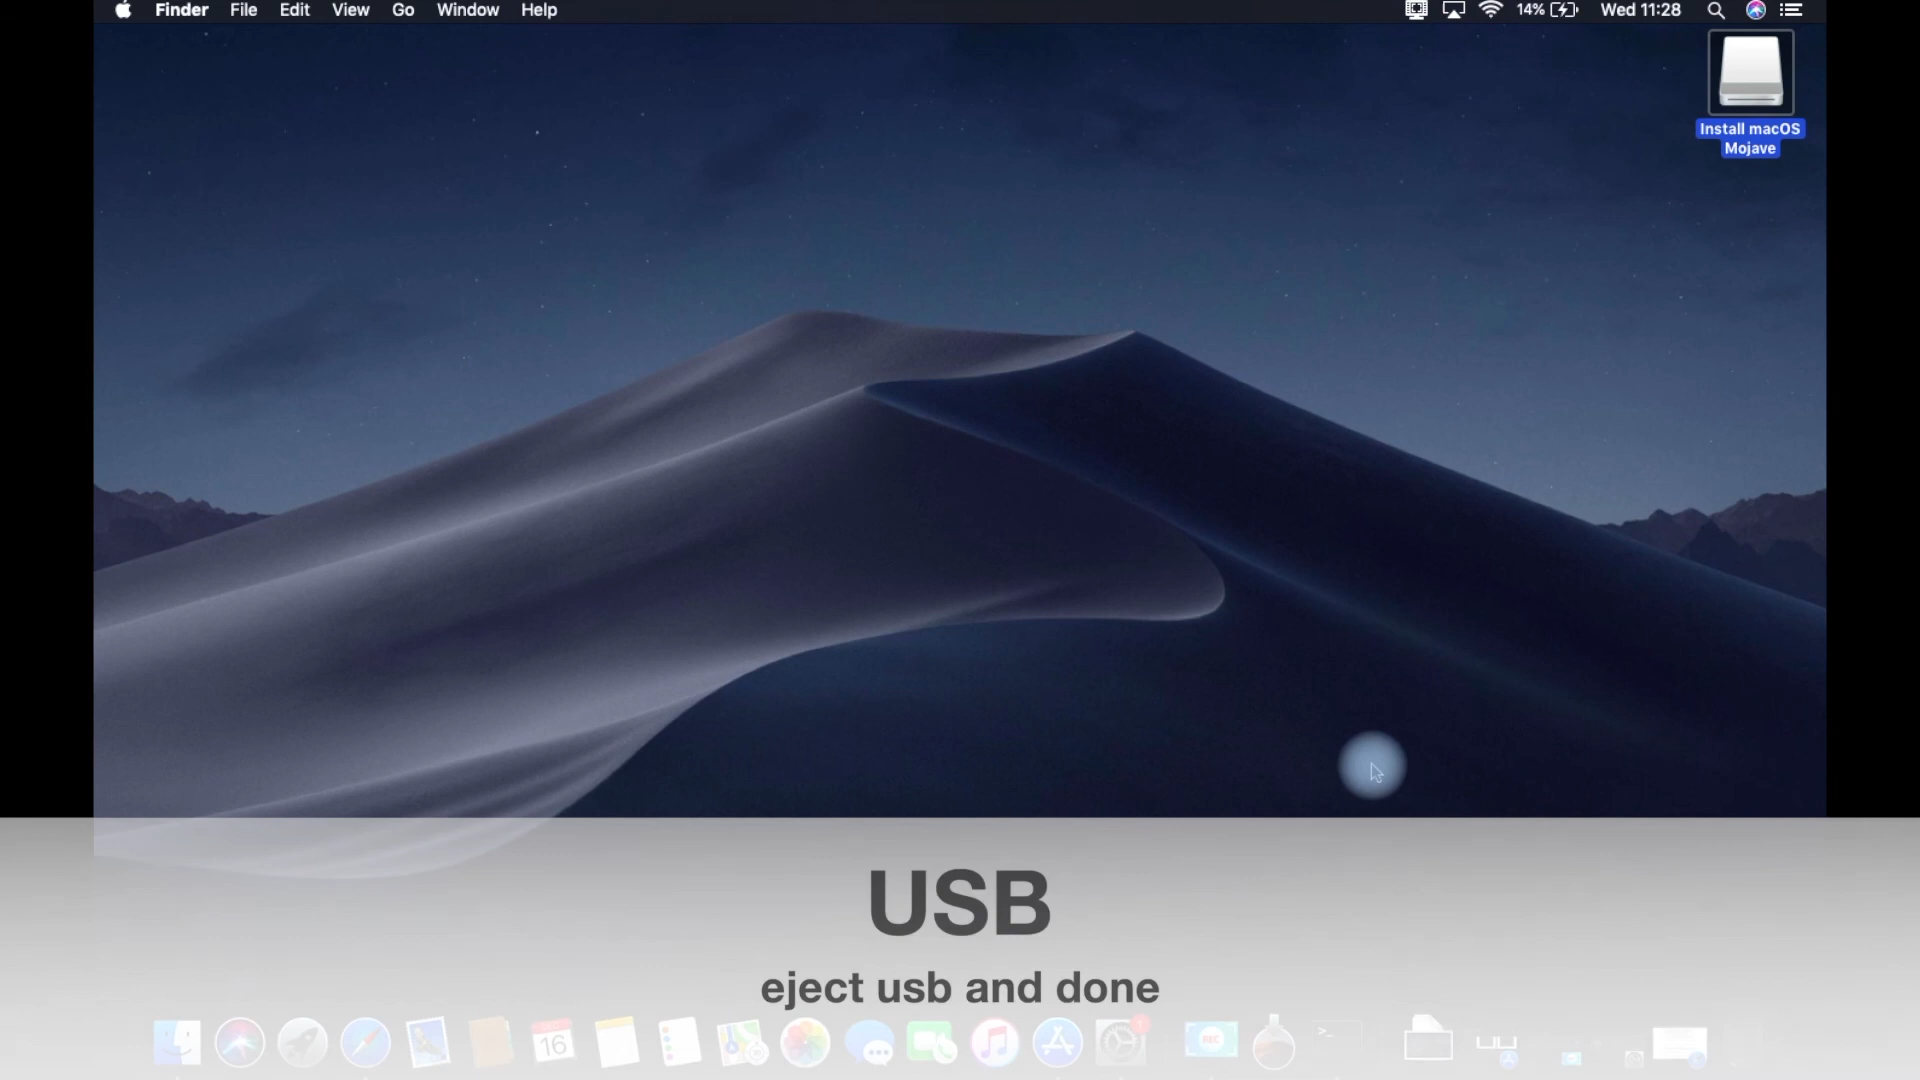 Finder File Edit View Go Window Help 14% Wed 11:28
Install macOS
Mojave
USB
eject usb and done
16
REC